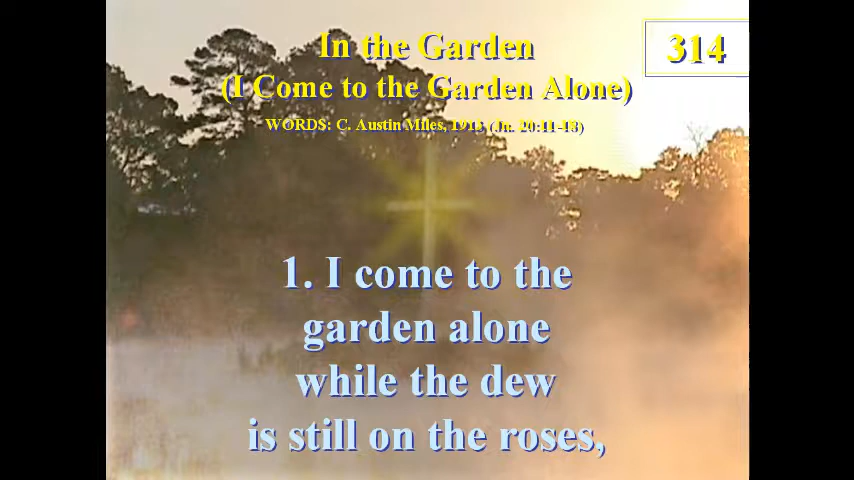 In the Garden
314
(I Come to the Garden Alone)
WORDS: C. Austin Miles, 1913 (Jn. 20:11-18)
1. I come to the
garden alone
while the dew
is still on the roses,